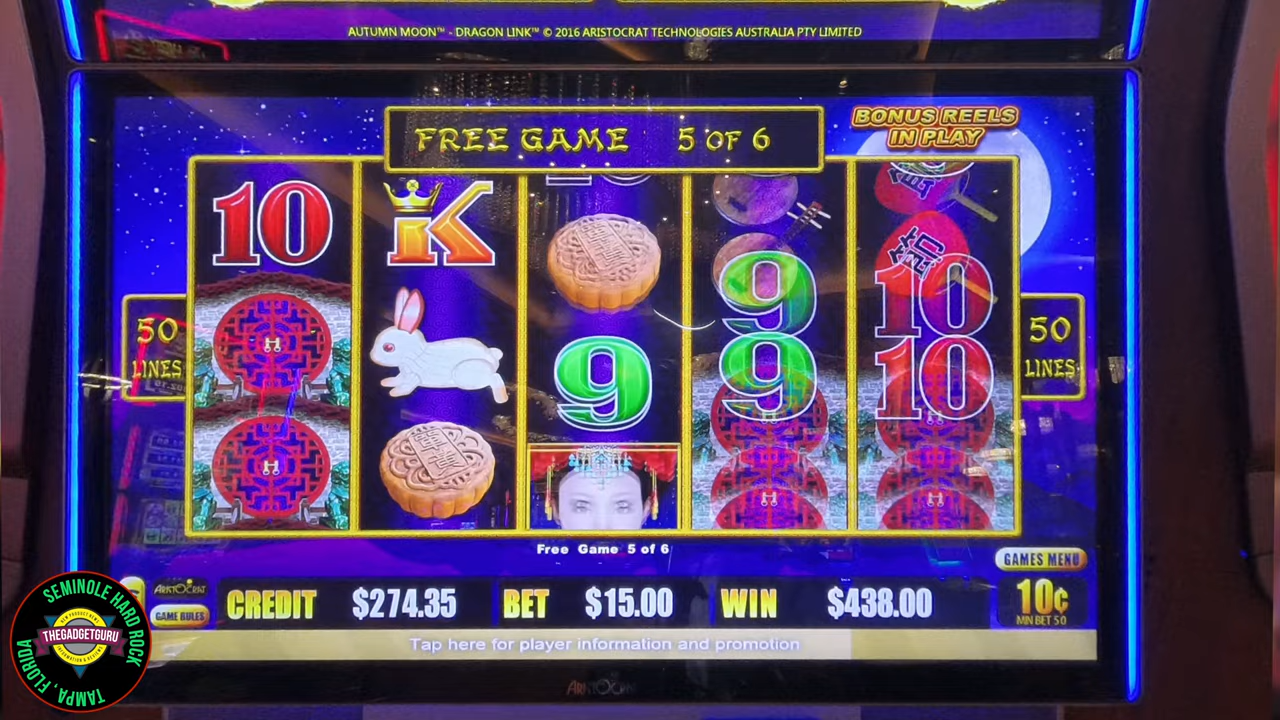 AUTUMN MOON™ - DRAGON LINK™ © 2016 ARISTOCRAT TECHNOLOGIES AUSTRALIA PTY LIMITED
FREE GAME 5 OF 6
BONUS REELS
IN PLAY
10
K
9
9
10
50
LINES
9
10
50
LINES
Free Game 5 of 6
GAMES MENU
ARISTOCRAT
GAME RULES
CREDIT $274.35
BET $15.00
WIN $438.00
10¢
MIN BET 50
Tap here for player information and promotion
ARISTOCRAT
SEMINOLE HARD ROCK
THEGADGETGURU
TAMPA, FLORIDA